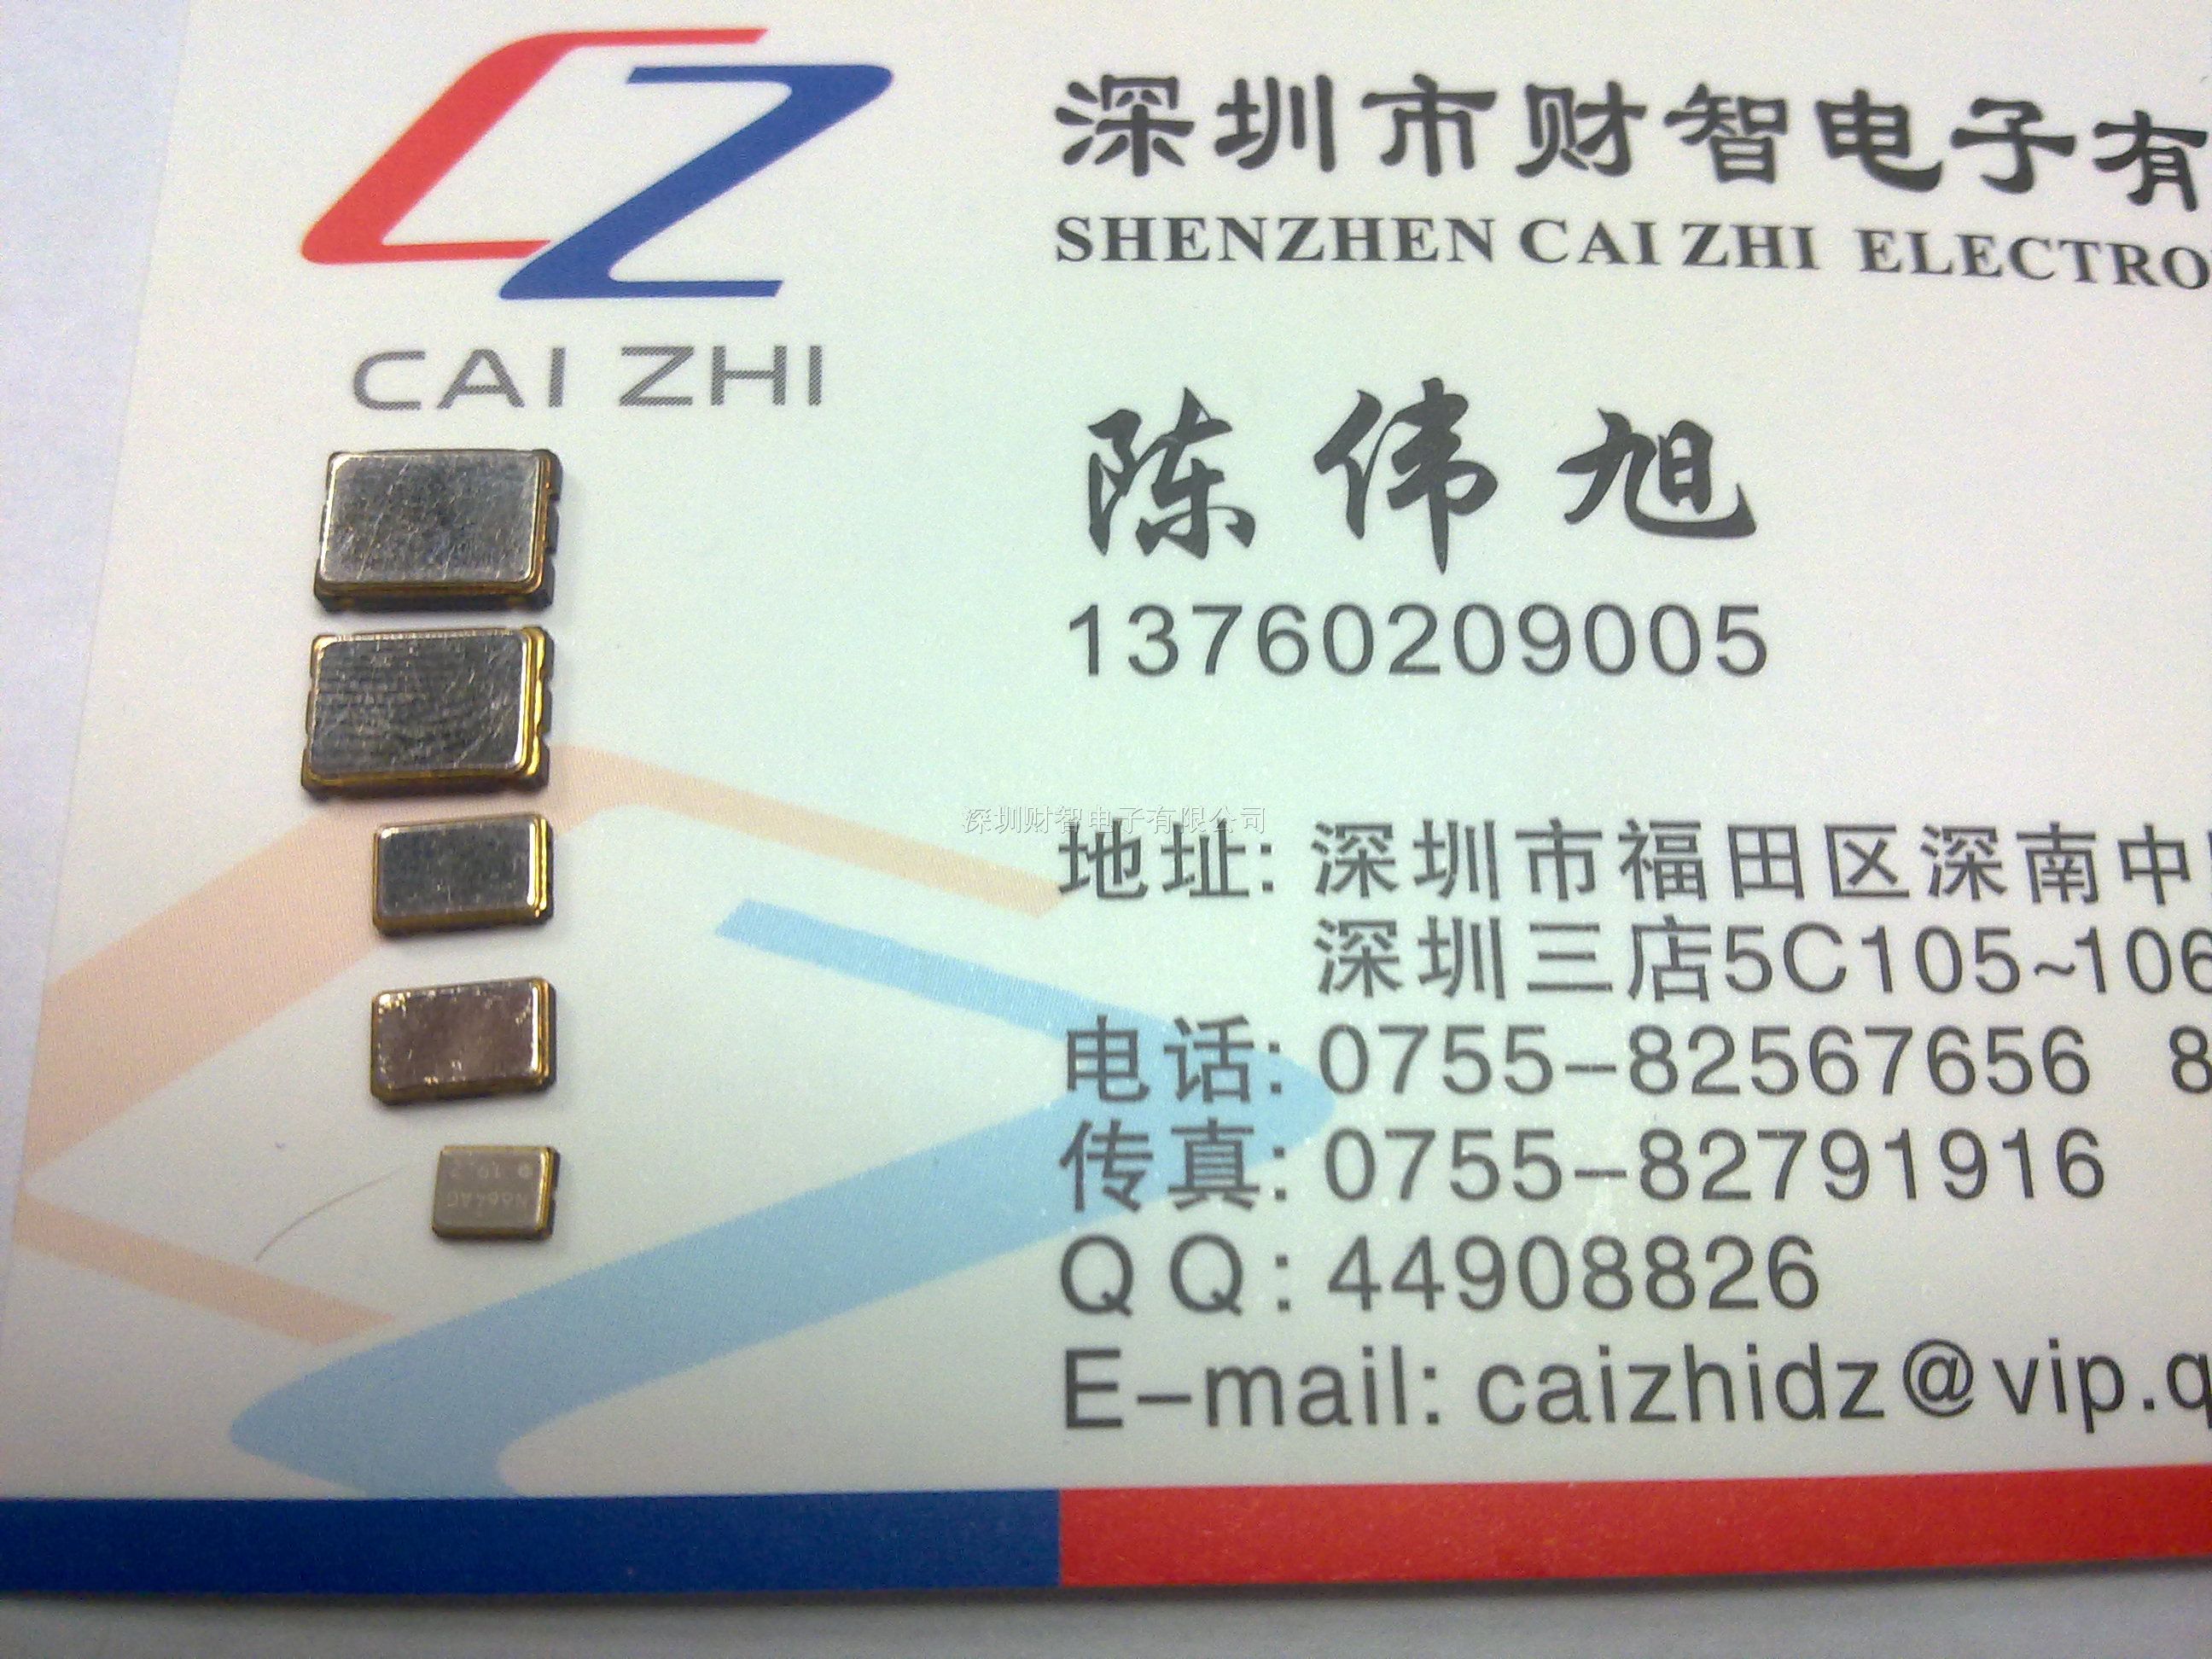 深圳市财智电子有
SHENZHEN CAI ZHI ELECTRO
CAI ZHI
陈伟旭
13760209005
深圳财智电子有限公司
地址: 深圳市福田区深南中
深圳三店5C105~106
电话: 0755-82567656 8
传真: 0755-82791916
QQ: 44908826
E-mail: caizhidz@vip.q